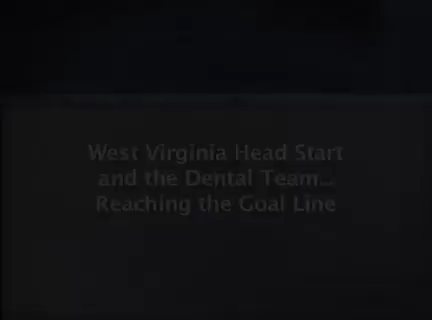 West Virginia Head Start
and the Dental Team...
Reaching the Goal Line